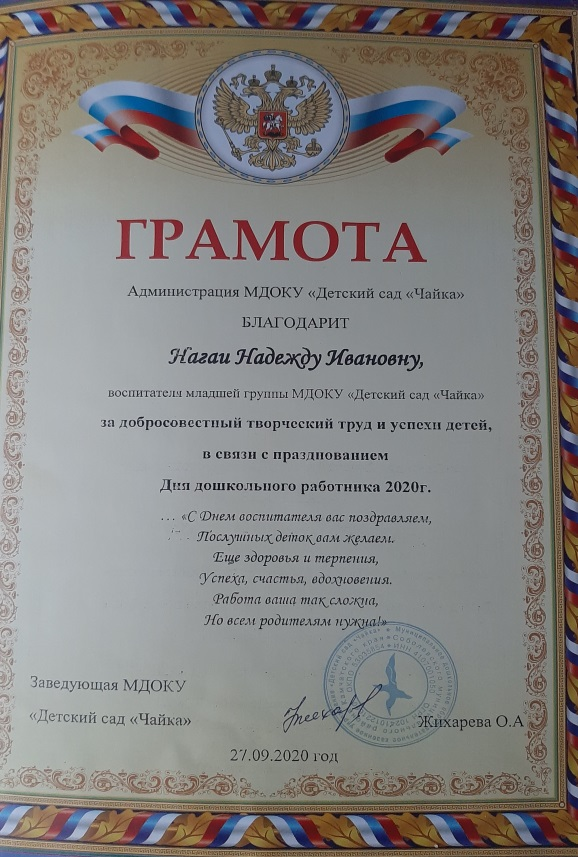 ГРАМОТА
Администрация МДОКУ «Детский сад «Чайка»
БЛАГОДАРИТ
Нагаи Надежду Ивановну,
воспитателя младшей группы МДОКУ «Детский сад «Чайка»
за добросовестный творческий труд и успехи детей,
в связи с празднованием
Дня дошкольного работника 2020г.
… «С Днем воспитателя вас поздравляем,
Послушных деток вам желаем.
Еще здоровья и терпения,
Успеха, счастья, вдохновения.
Работа ваша так сложна,
Но всем родителям нужна!»
Заведующая МДОКУ
«Детский сад «Чайка»
Жихарева О.А
27.09.2020 год